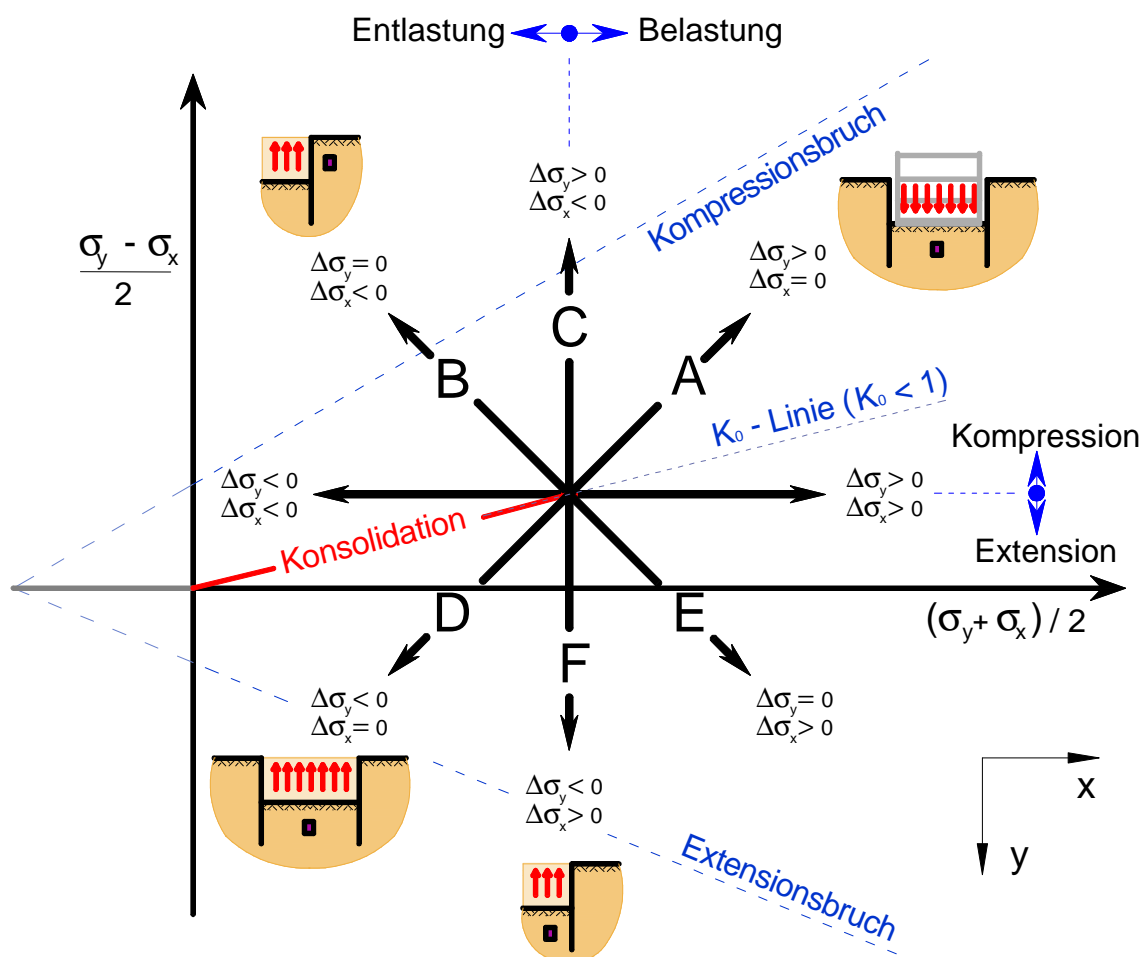 Entlastung
Belastung
Kompressionsbruch
Δσy > 0
Δσx < 0
σy - σx
2
Δσy = 0
Δσx < 0
Δσy > 0
Δσx = 0
C
B
A
K0 - Linie (K0 < 1)
Kompression
Δσy < 0
Δσx < 0
Δσy > 0
Δσx > 0
Konsolidation
Extension
D
E
(σy + σx) / 2
F
Δσy < 0
Δσx = 0
Δσy = 0
Δσx > 0
Δσy < 0
Δσx > 0
x
y
Extensionsbruch